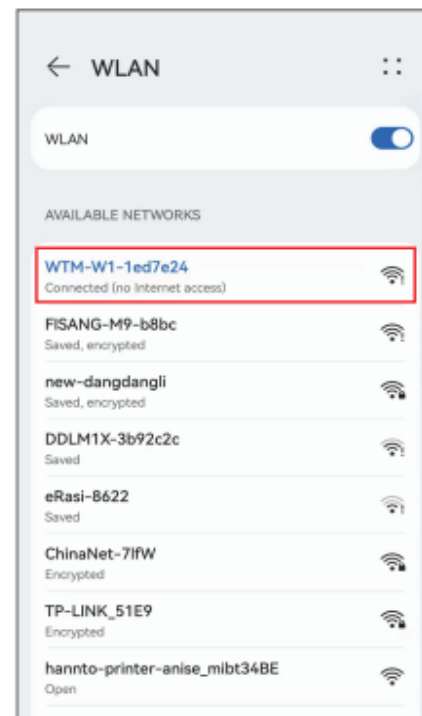 WLAN
WLAN
AVAILABLE NETWORKS
WTM-W1-1ed7e24
Connected (no Internet access)
FISANG-M9-b8bc
Saved, encrypted
new-dangdangli
Saved, encrypted
DDLM1X-3b92c2c
Saved
eRasi-8622
Saved
ChinaNet-7lfW
Encrypted
TP-LINK_51E9
Encrypted
hannto-printer-anise_mibt34BE
Open